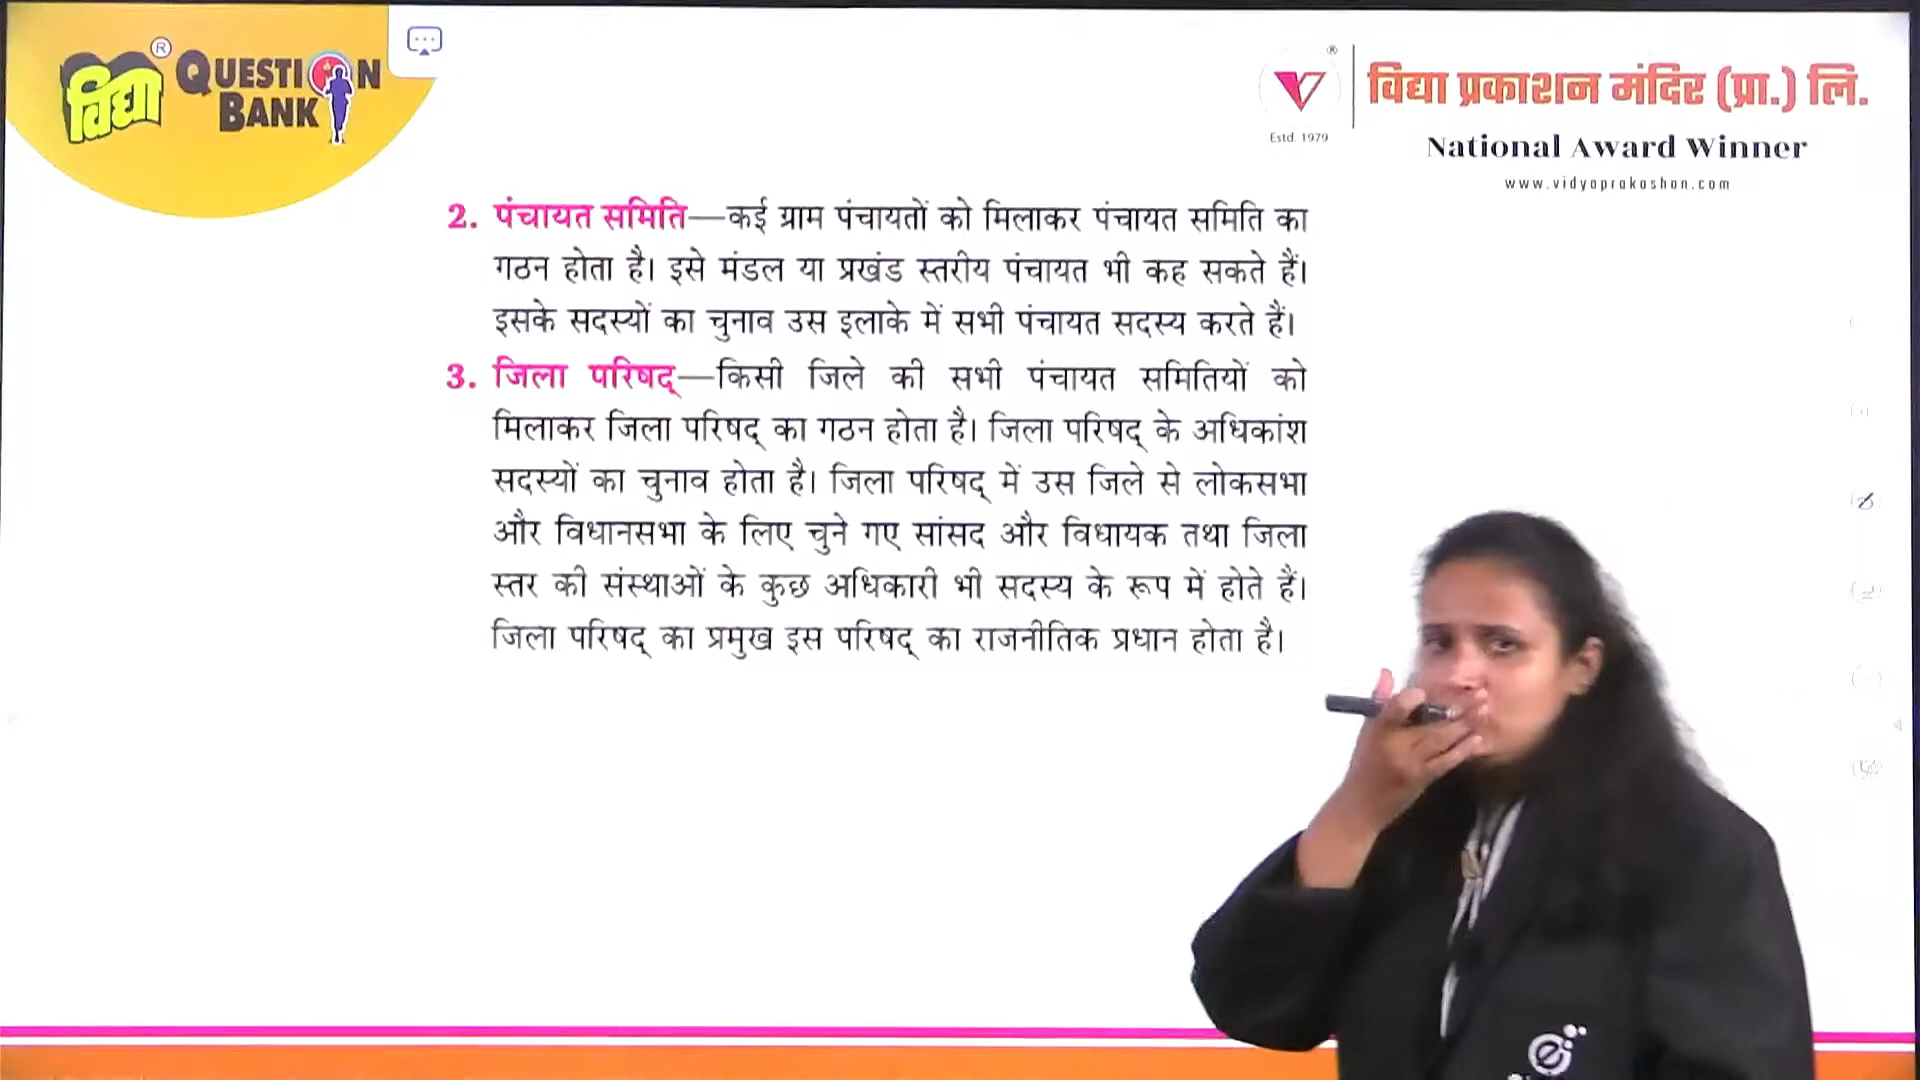 विद्या
R
QUESTION
BANK
®
Estd. 1979
विद्या प्रकाशन मंदिर (प्रा.) लि.
National Award Winner
www.vidyaprakashan.com
2. पंचायत समिति—कई ग्राम पंचायतों को मिलाकर पंचायत समिति का
गठन होता है। इसे मंडल या प्रखंड स्तरीय पंचायत भी कह सकते हैं।
इसके सदस्यों का चुनाव उस इलाके में सभी पंचायत सदस्य करते हैं।
3. जिला परिषद्—किसी जिले की सभी पंचायत समितियों को
मिलाकर जिला परिषद् का गठन होता है। जिला परिषद् के अधिकांश
सदस्यों का चुनाव होता है। जिला परिषद् में उस जिले से लोकसभा
और विधानसभा के लिए चुने गए सांसद और विधायक तथा जिला
स्तर की संस्थाओं के कुछ अधिकारी भी सदस्य के रूप में होते हैं।
जिला परिषद् का प्रमुख इस परिषद् का राजनीतिक प्रधान होता है।